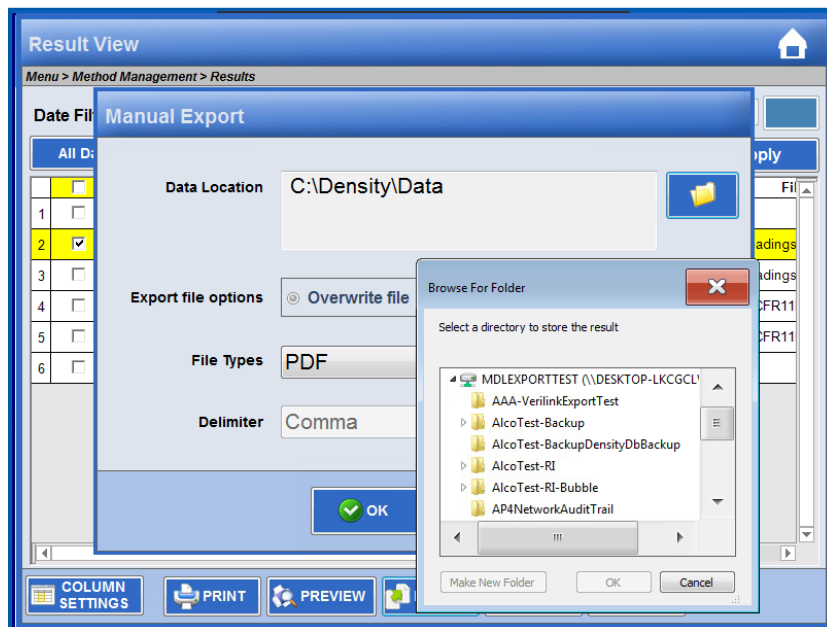 Result View
Menu > Method Management > Results
Date Fil
Manual Export
All Da
pply
Data Location
C:\Density\Data
Fil
1
2
adings
3
adings
4
CFR11
5
CFR11
6
Export file options
Overwrite file
File Types
PDF
Delimiter
Comma
OK
Browse For Folder
Select a directory to store the result
MDLEXPORTTEST (\\DESKTOP-LKCGCL
AAA-VerilinkExportTest
AlcoTest-Backup
AlcoTest-BackupDensityDbBackup
AlcoTest-RI
AlcoTest-RI-Bubble
AP4NetworkAuditTrail
Make New Folder
OK
Cancel
COLUMN
SETTINGS
PRINT
PREVIEW